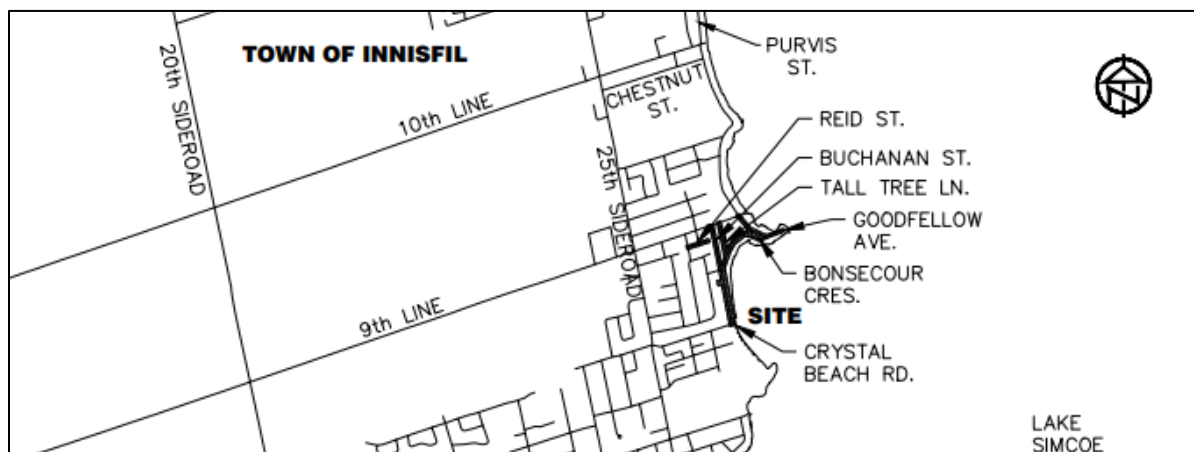 PURVIS
ST.
TOWN OF INNISFIL
20th SIDEROAD
10th LINE
CHESTNUT
ST.
N
REID ST.
BUCHANAN ST.
TALL TREE LN.
25th SIDEROAD
GOODFELLOW
AVE.
BONSECOUR
CRES.
9th LINE
SITE
CRYSTAL
BEACH RD.
LAKE
SIMCOE